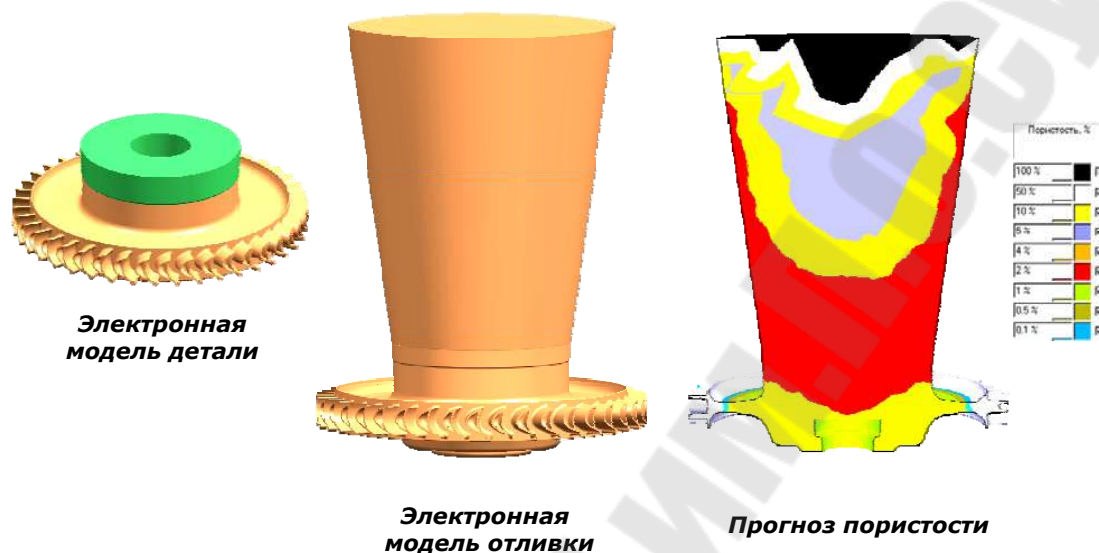 Электронная
модель детали
Электронная
модель отливки
Прогноз пористости
Пористость, %
100 %
50 %
10 %
4 %
2 %
1 %
0.5 %
0.1 %